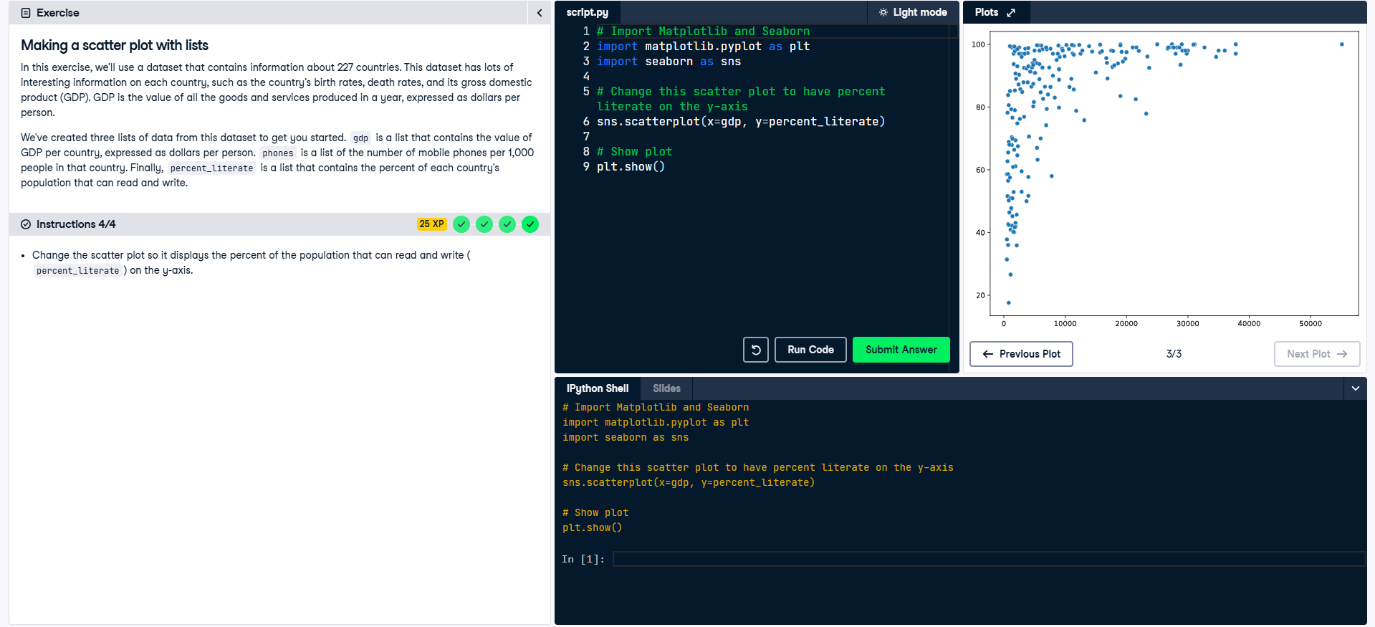 Exercise
Making a scatter plot with lists
In this exercise, we'll use a dataset that contains information about 227 countries. This dataset has lots of
interesting information on each country, such as the country's birth rates, death rates, and its gross domestic
product (GDP). GDP is the value of all the goods and services produced in a year, expressed as dollars per
person.
We've created three lists of data from this dataset to get you started. gdp is a list that contains the value of
GDP per country, expressed as dollars per person. phones is a list of the number of mobile phones per 1,000
people in that country. Finally, percent_literate is a list that contains the percent of each country's
population that can read and write.
Instructions 4/4
25 XP
• Change the scatter plot so it displays the percent of the population that can read and write (
percent_literate ) on the y-axis.
script.py
Light mode
1 # Import Matplotlib and Seaborn
2 import matplotlib.pyplot as plt
3 import seaborn as sns
4
5 # Change this scatter plot to have percent
literate on the y-axis
6 sns.scatterplot(x=gdp, y=percent_literate)
7
8 # Show plot
9 plt.show()
Run Code
Submit Answer
Plots
100
80
60
40
20
0 10000 20000 30000 40000 50000
← Previous Plot
3/3
Next Plot →
IPython Shell
Slides
# Import Matplotlib and Seaborn
import matplotlib.pyplot as plt
import seaborn as sns
# Change this scatter plot to have percent literate on the y-axis
sns.scatterplot(x=gdp, y=percent_literate)
# Show plot
plt.show()
In [1]: